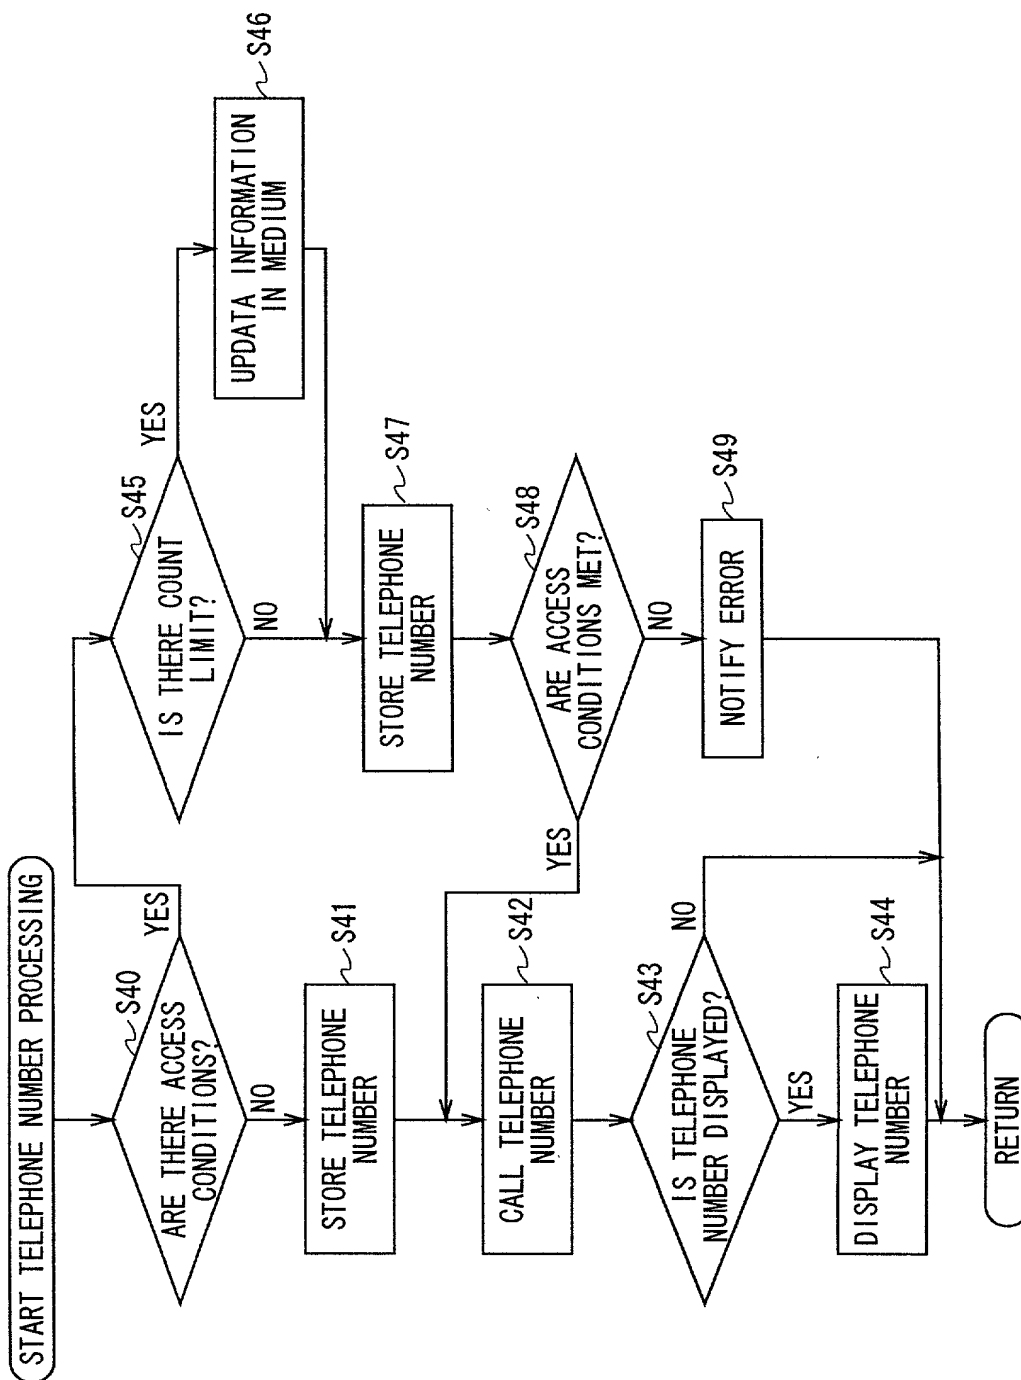 START TELEPHONE NUMBER PROCESSING
S40
ARE THERE ACCESS
CONDITIONS?
YES
NO
S41
STORE TELEPHONE
NUMBER
S42
CALL TELEPHONE
NUMBER
S43
IS TELEPHONE
NUMBER DISPLAYED?
NO
YES
S44
DISPLAY TELEPHONE
NUMBER
RETURN
S45
IS THERE COUNT
LIMIT?
YES
NO
S46
UPDATA INFORMATION
IN MEDIUM
S47
STORE TELEPHONE
NUMBER
S48
ARE ACCESS
CONDITIONS MET?
YES
NO
S49
NOTIFY ERROR